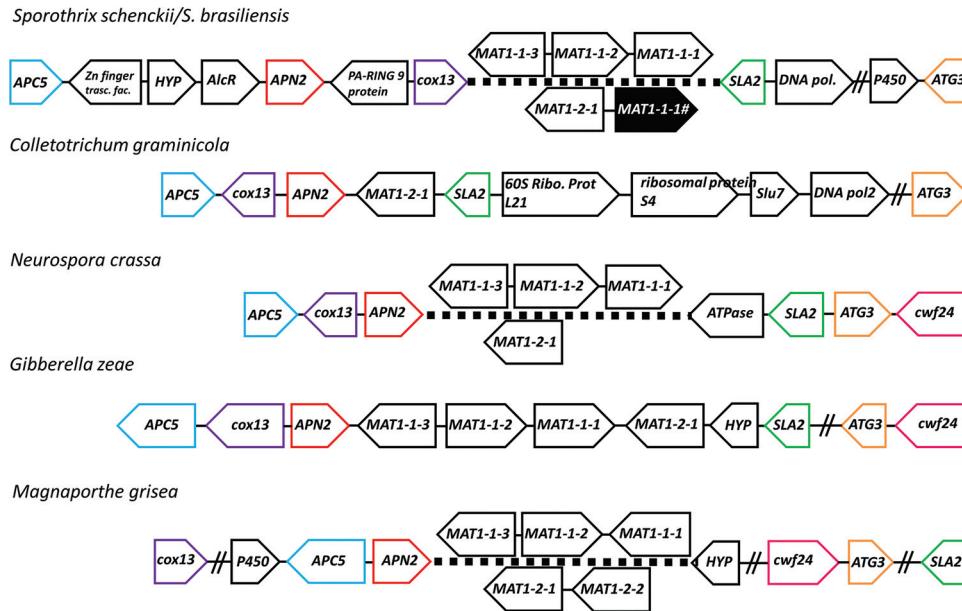 Sporothrix schenckii/S. brasiliensis
MAT1-1-3 MAT1-1-2 MAT1-1-1
APC5 Zn finger trasc. fac. HYP AlcR APN2 PA-RING 9 protein cox13 SLA2 DNA pol. P450 ATG3
MAT1-2-1 MAT1-1-1#
Colletotrichum graminicola
APC5 cox13 APN2 MAT1-2-1 SLA2 60S Ribo. Prot L21 ribosomal protein S4 Slu7 DNA pol2 ATG3
Neurospora crassa
MAT1-1-3 MAT1-1-2 MAT1-1-1
APC5 cox13 APN2 ATPase SLA2 ATG3 cwf24
MAT1-2-1
Gibberella zeae
APC5 cox13 APN2 MAT1-1-3 MAT1-1-2 MAT1-1-1 MAT1-2-1 HYP SLA2 ATG3 cwf24
Magnaporthe grisea
MAT1-1-3 MAT1-1-2 MAT1-1-1
cox13 P450 APC5 APN2 HYP cwf24 ATG3 SLA2
MAT1-2-1 MAT1-2-2